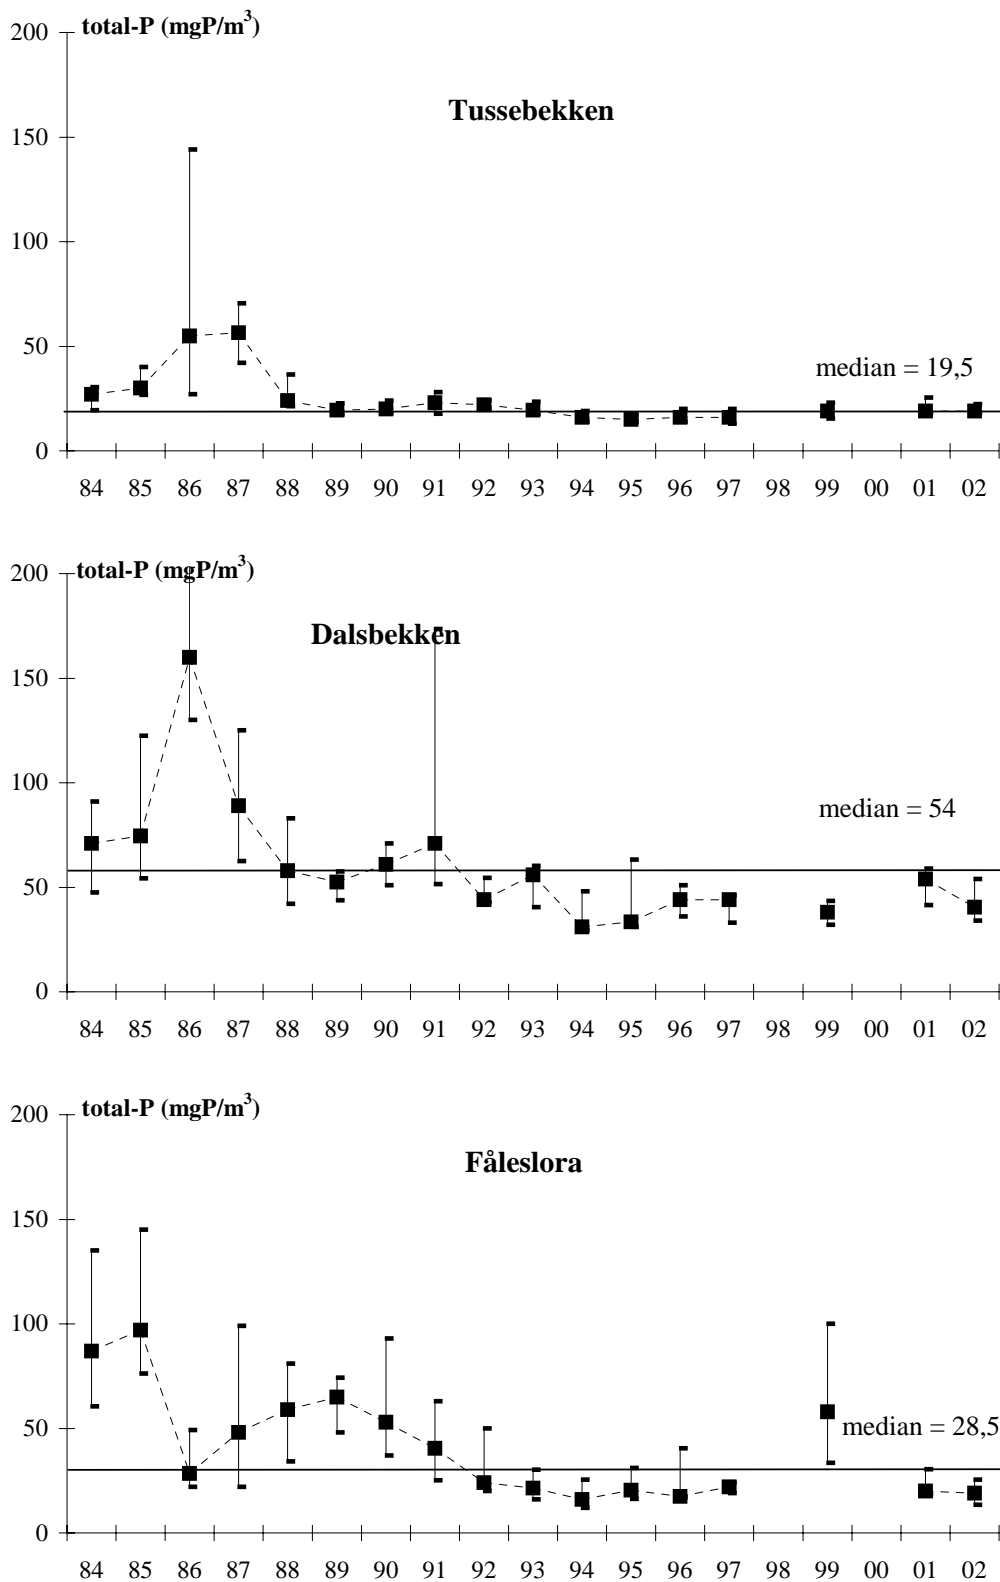 total-P (mgP/m³)
200
Tussebekken
150
100
50
median = 19,5
0
84 85 86 87 88 89 90 91 92 93 94 95 96 97 98 99 00 01 02
total-P (mgP/m³)
200
Dalsbekken
150
100
median = 54
50
0
84 85 86 87 88 89 90 91 92 93 94 95 96 97 98 99 00 01 02
total-P (mgP/m³)
200
Fåleslora
150
100
50
median = 28,5
0
84 85 86 87 88 89 90 91 92 93 94 95 96 97 98 99 00 01 02